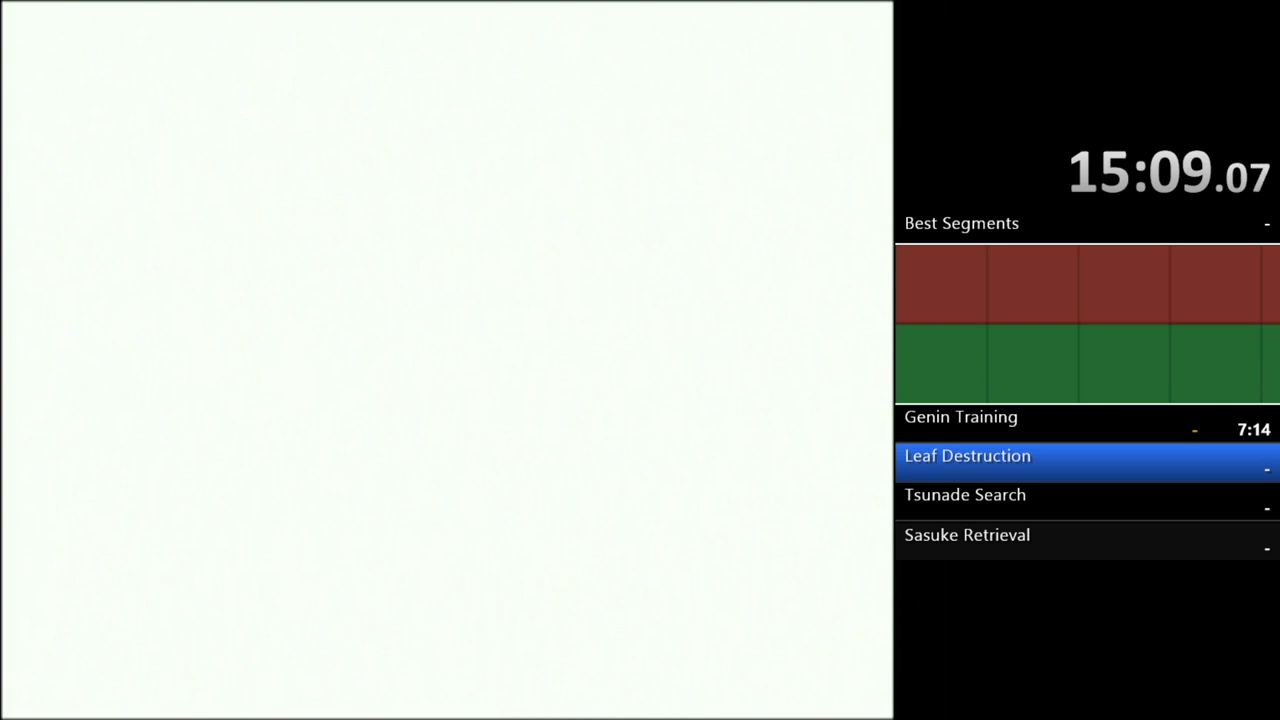 15:09.07
Best Segments -
Genin Training - 7:14
Leaf Destruction -
Tsunade Search -
Sasuke Retrieval -